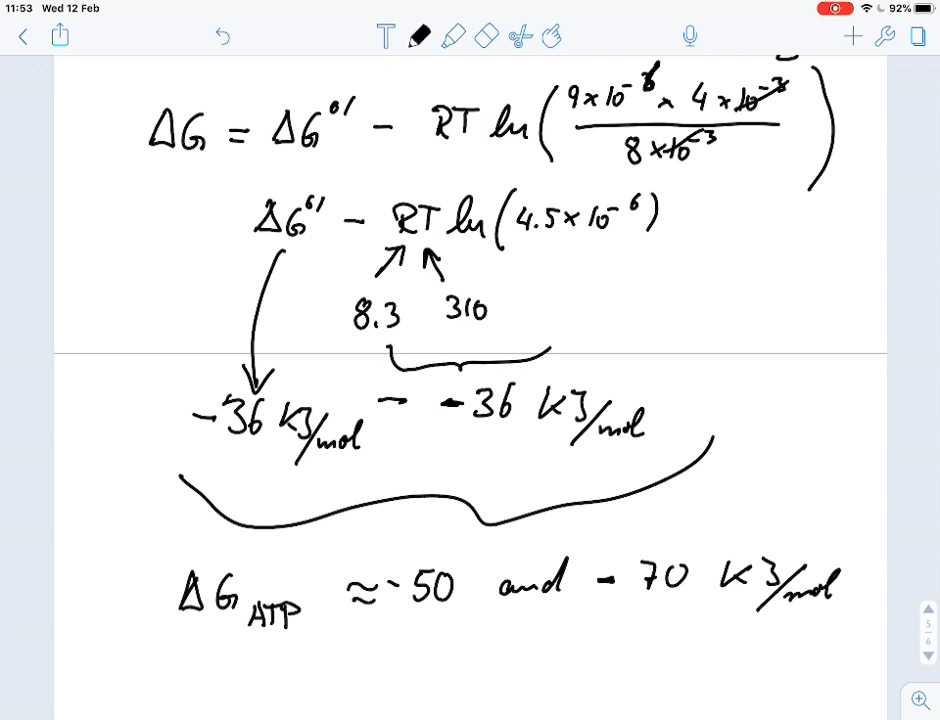 11:53 Wed 12 Feb 92%
T
ΔG = ΔG°' - RT ln( 9×10⁻⁶ × 4×10⁻³ / 8×10⁻³ )
ΔG°' - RT ln( 4.5×10⁻⁶ )
8.3 310
-36 KJ/mol - -36 KJ/mol
ΔG ATP ≈ -50 and -70 KJ/mol
5
6